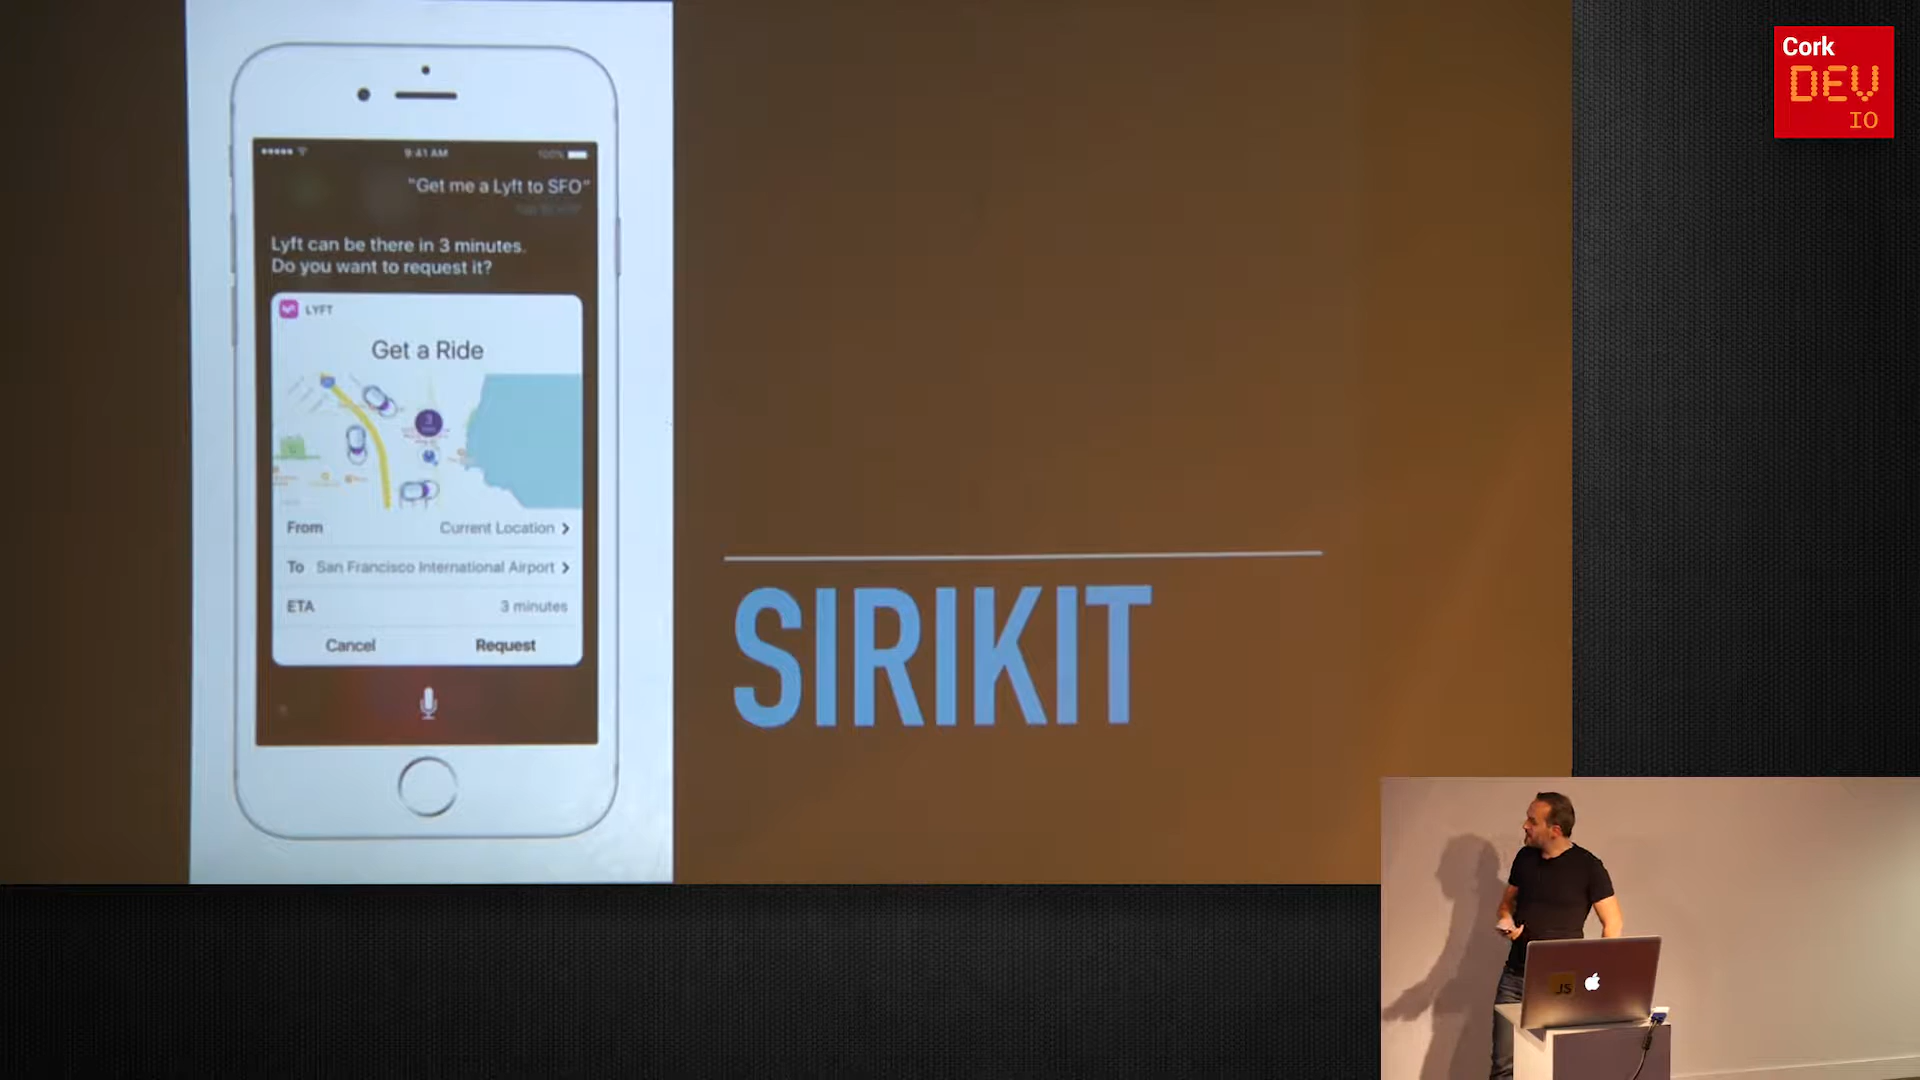 Cork
DEV
IO
9:41 AM
100%
"Get me a Lyft to SFO"
Lyft can be there in 3 minutes.
Do you want to request it?
LYFT
Get a Ride
From Current Location
To San Francisco International Airport
ETA 3 minutes
Cancel Request
SIRIKIT
JS